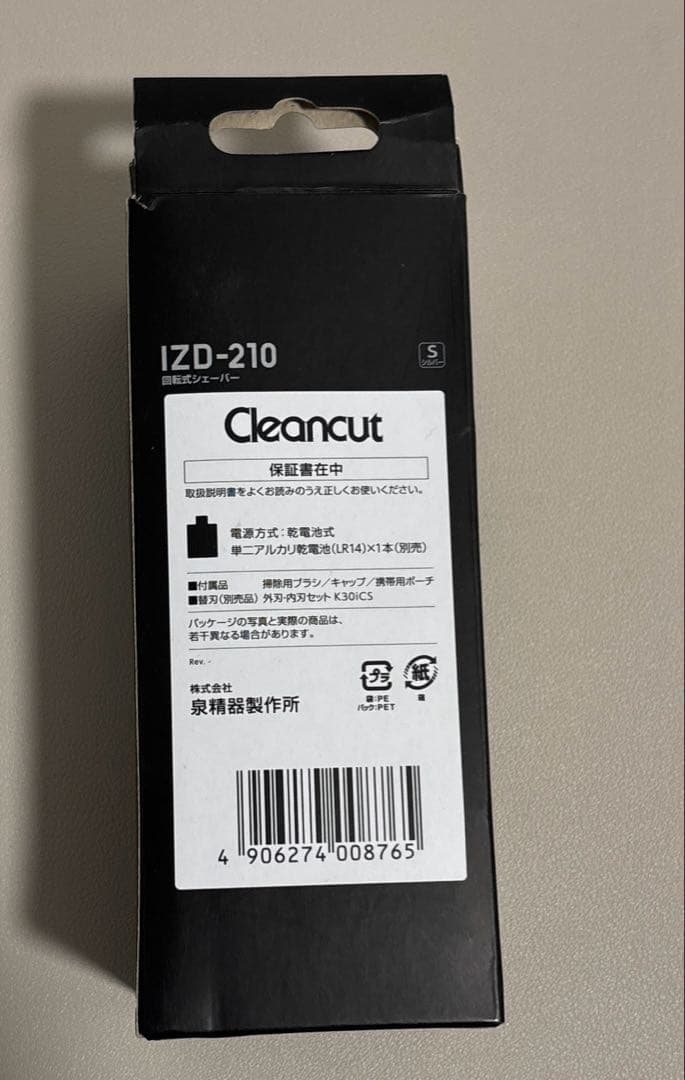 IZD-210
回転式シェーバー
S
シルバー
Cleancut
保証書在中
取扱説明書をよくお読みのうえ正しくお使いください。
電源方式：乾電池式
単二アルカリ乾電池(LR14)×1本(別売)
■付属品 掃除用ブラシ／キャップ／携帯用ポーチ
■替刃(別売品) 外刃・内刃セット K30iCS
パッケージの写真と実際の商品は、
若干異なる場合があります。
Rev. -
株式会社
泉精器製作所
プラ
袋:PE
パック:PET
紙
箱
4 906274 008765